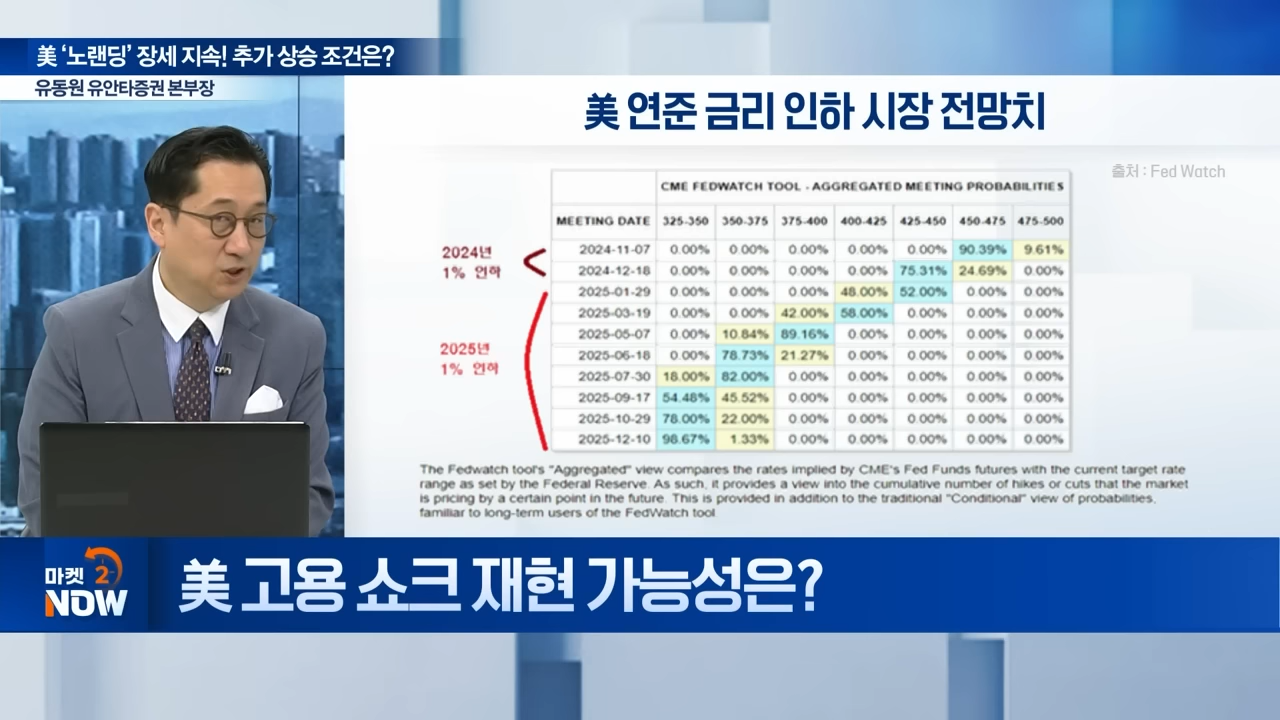 美 ‘노랜딩’ 장세 지속! 추가 상승 조건은?
유동원 유안타증권 본부장
美 연준 금리 인하 시장 전망치
출처 : Fed Watch
CME FEDWATCH TOOL - AGGREGATED MEETING PROBABILITIES
MEETING DATE 325-350 350-375 375-400 400-425 425-450 450-475 475-500
2024-11-07 0.00% 0.00% 0.00% 0.00% 0.00% 90.39% 9.61%
2024-12-18 0.00% 0.00% 0.00% 0.00% 75.31% 24.69% 0.00%
2025-01-29 0.00% 0.00% 0.00% 48.00% 52.00% 0.00% 0.00%
2025-03-19 0.00% 0.00% 42.00% 58.00% 0.00% 0.00% 0.00%
2025-05-07 0.00% 10.84% 89.16% 0.00% 0.00% 0.00% 0.00%
2025-06-18 0.00% 78.73% 21.27% 0.00% 0.00% 0.00% 0.00%
2025-07-30 18.00% 82.00% 0.00% 0.00% 0.00% 0.00% 0.00%
2025-09-17 54.48% 45.52% 0.00% 0.00% 0.00% 0.00% 0.00%
2025-10-29 78.00% 22.00% 0.00% 0.00% 0.00% 0.00% 0.00%
2025-12-10 98.67% 1.33% 0.00% 0.00% 0.00% 0.00% 0.00%
2024년
1% 인하
2025년
1% 인하
The Fedwatch tool's "Aggregated" view compares the rates implied by CME's Fed Funds futures with the current target rate
range as set by the Federal Reserve. As such, it provides a view into the cumulative number of hikes or cuts that the market
is pricing by a certain point in the future. This is provided in addition to the traditional "Conditional" view of probabilities,
familiar to long-term users of the FedWatch tool.
마켓 2
NOW
美 고용 쇼크 재현 가능성은?